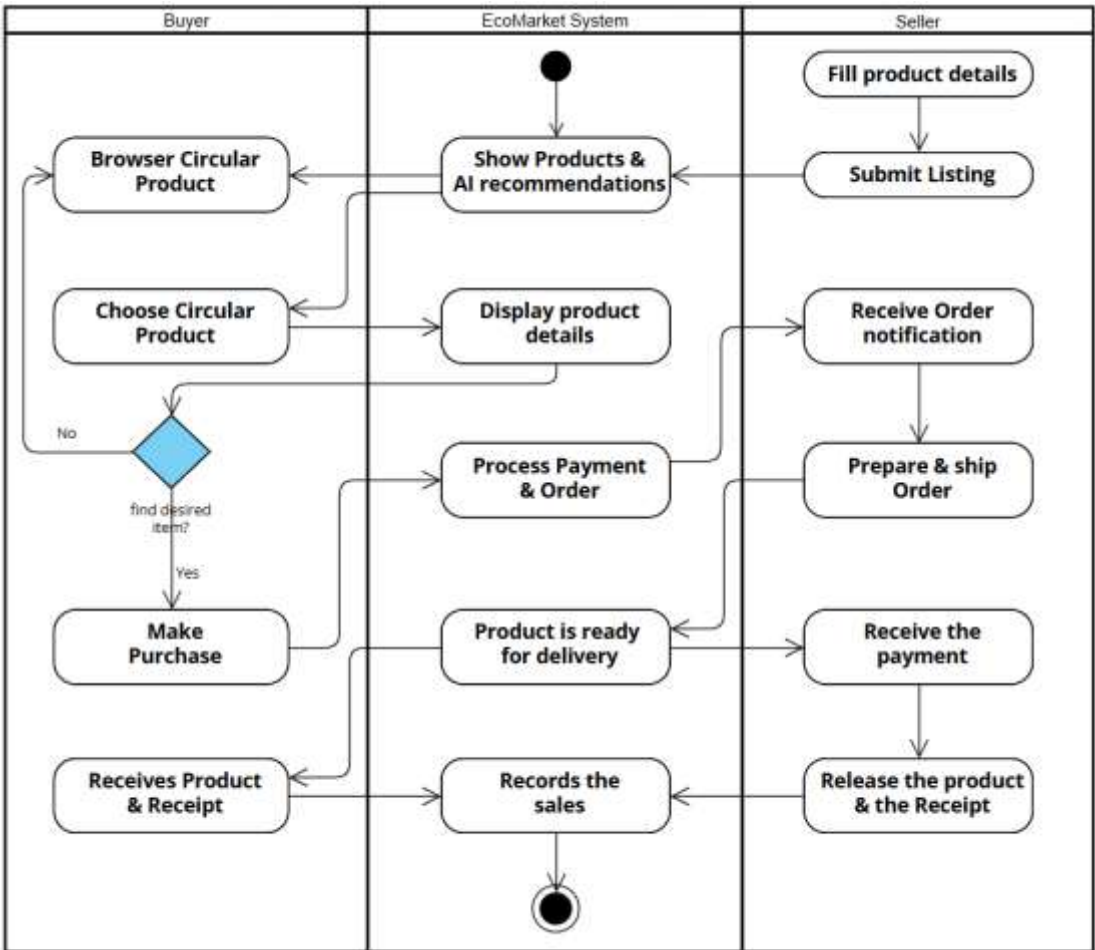 Buyer
EcoMarket System
Seller
Fill product details
Browser Circular
Product
Show Products &
AI recommendations
Submit Listing
Choose Circular
Product
Display product
details
Receive Order
notification
No
find desired
item?
Yes
Process Payment
& Order
Prepare & ship
Order
Make
Purchase
Product is ready
for delivery
Receive the
payment
Receives Product
& Receipt
Records the
sales
Release the product
& the Receipt